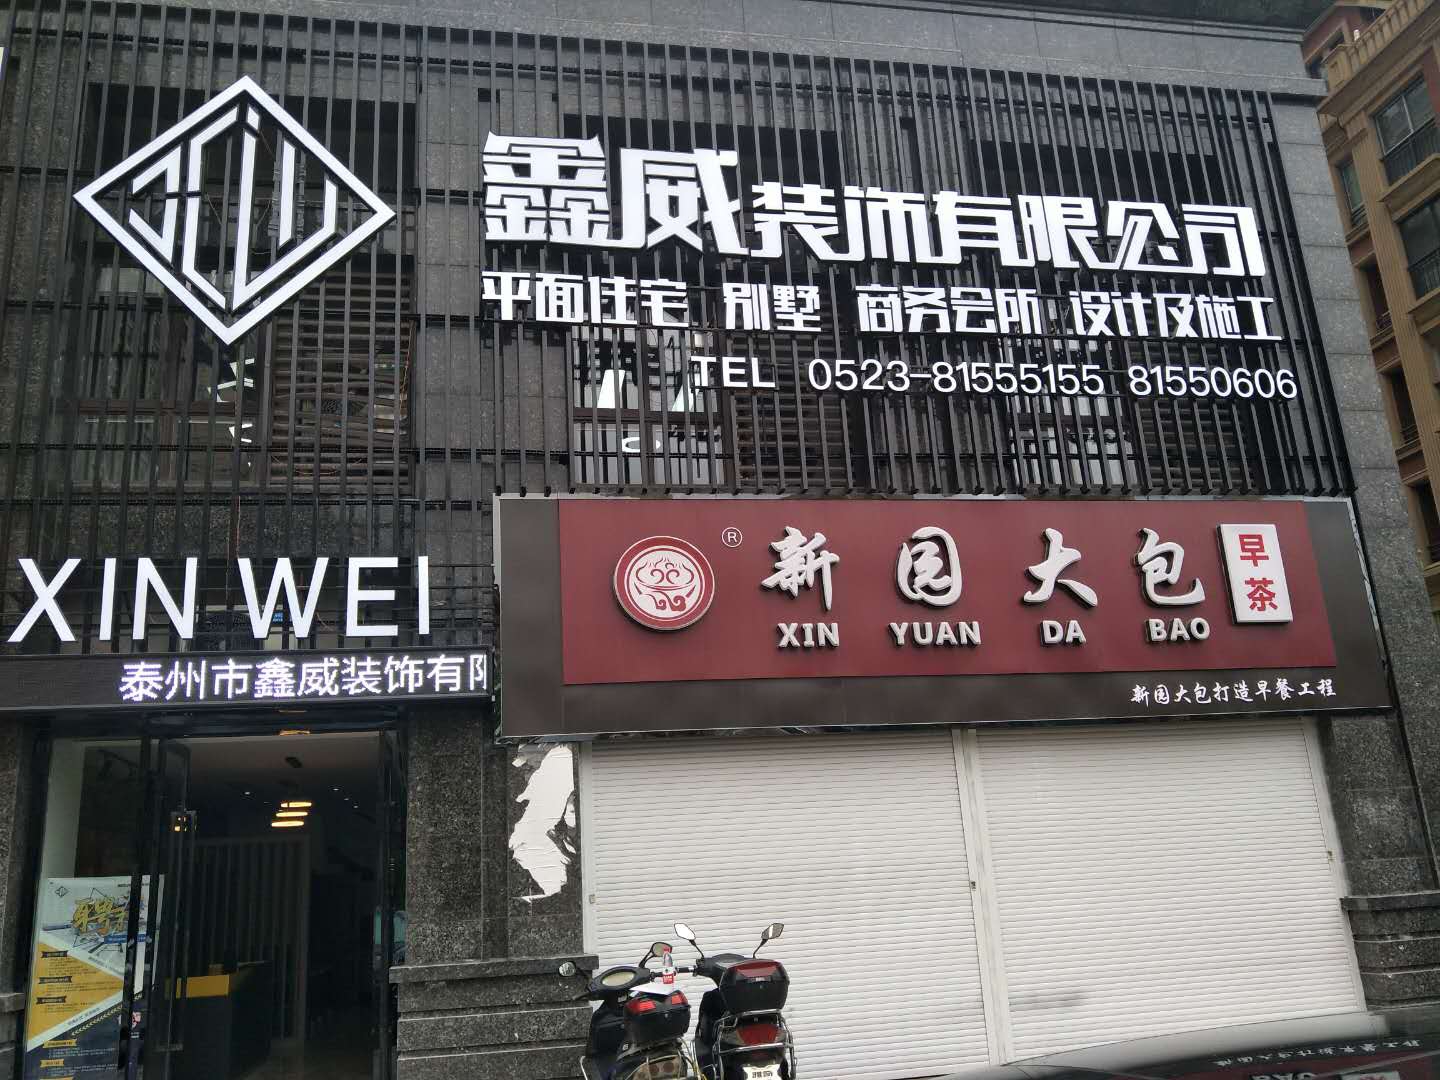 鑫威装饰有限公司
平面住宅 别墅 商务会所 设计及施工
TEL 0523-81555155 81550606
XIN WEI
泰州市鑫威装饰有限
® 新园大包 早茶
XIN YUAN DA BAO
新园大包打造早餐工程